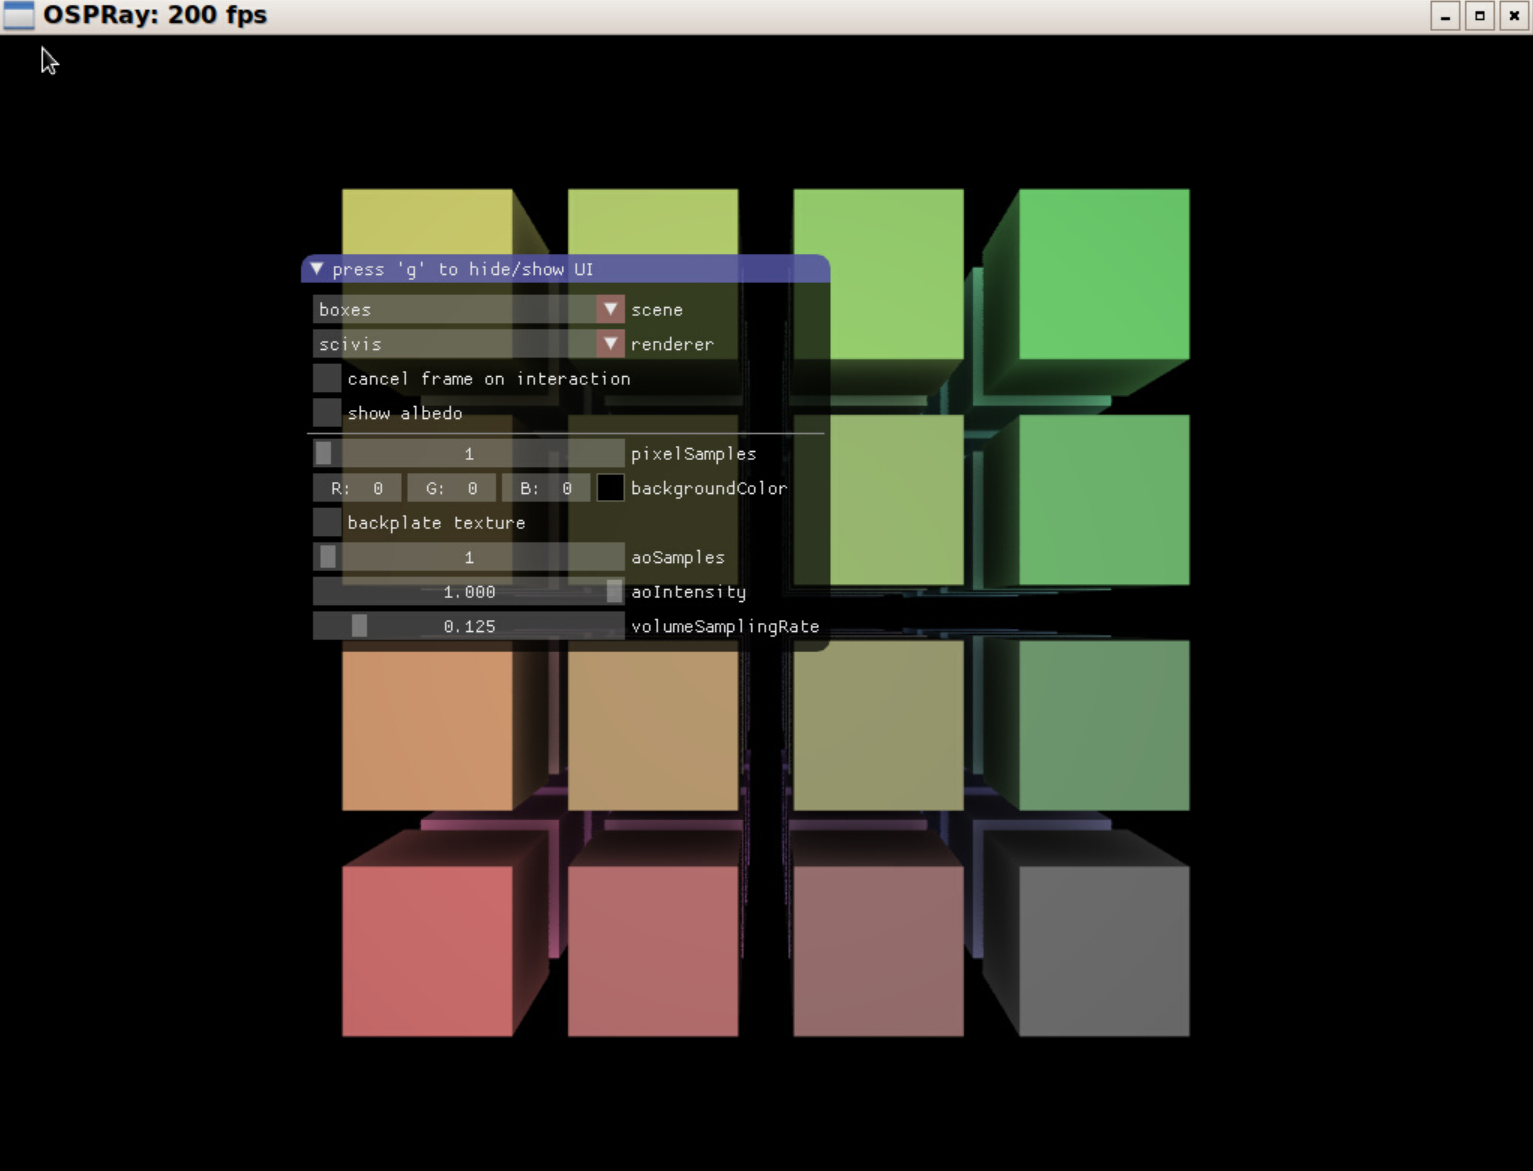 OSPRay: 200 fps
press 'g' to hide/show UI
boxes scene
scivis renderer
cancel frame on interaction
show albedo
1 pixelSamples
R: 0 G: 0 B: 0 backgroundColor
backplate texture
1 aoSamples
1.000 aoIntensity
0.125 volumeSamplingRate